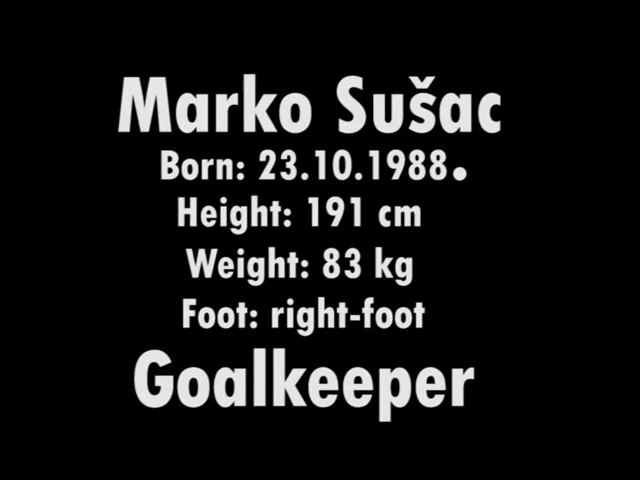 Marko Sušac
Born: 23.10.1988.
Height: 191 cm
Weight: 83 kg
Foot: right-foot
Goalkeeper